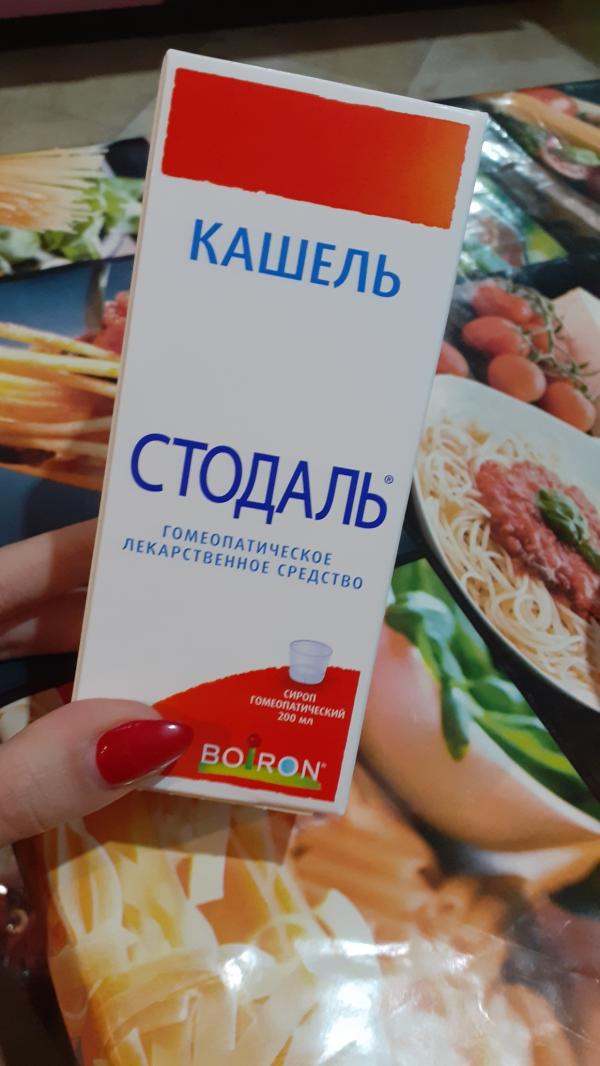 КАШЕЛЬ
СТОДАЛЬ®
ГОМЕОПАТИЧЕСКОЕ
ЛЕКАРСТВЕННОЕ СРЕДСТВО
СИРОП
ГОМЕОПАТИЧЕСКИЙ
200 мл
BOIRON®